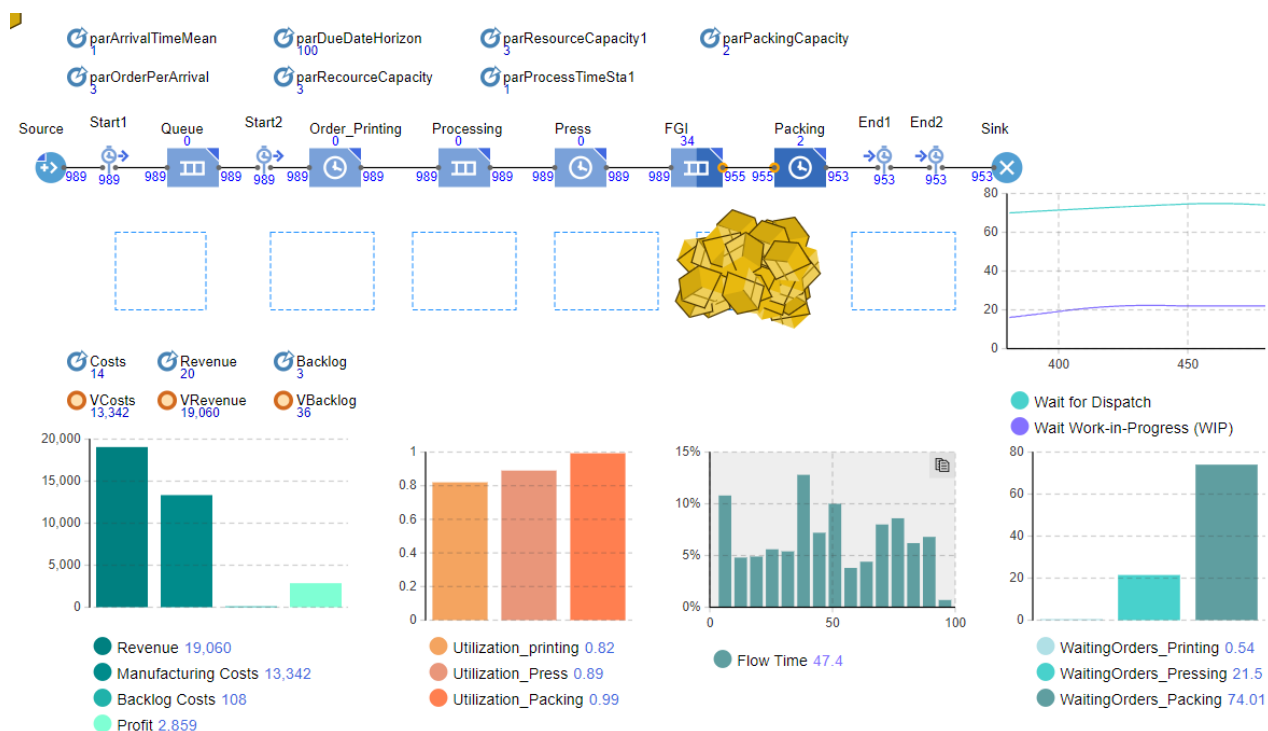 parArrivalTimeMean
1
parDueDateHorizon
100
parResourceCapacity1
3
parPackingCapacity
2
parOrderPerArrival
3
parRecourceCapacity
3
parProcessTimeSta1
1
Source
Start1
Queue
Start2
Order_Printing
Processing
Press
FGI
Packing
End1
End2
Sink
0
0
0
0
34
2
989
989
989
989
989
989
989
989
989
989
989
989
955
955
953
953
953
953
80
60
40
20
0
400
450
Wait for Dispatch
Wait Work-in-Progress (WIP)
Costs
14
Revenue
20
Backlog
3
VCosts
13,342
VRevenue
19,060
VBacklog
36
20,000
15,000
10,000
5,000
0
Revenue 19,060
Manufacturing Costs 13,342
Backlog Costs 108
Profit 2.859
1
0.8
0.6
0.4
0.2
0
Utilization_printing 0.82
Utilization_Press 0.89
Utilization_Packing 0.99
15%
10%
5%
0%
0
50
100
Flow Time 47.4
80
60
40
20
0
WaitingOrders_Printing 0.54
WaitingOrders_Pressing 21.5
WaitingOrders_Packing 74.01